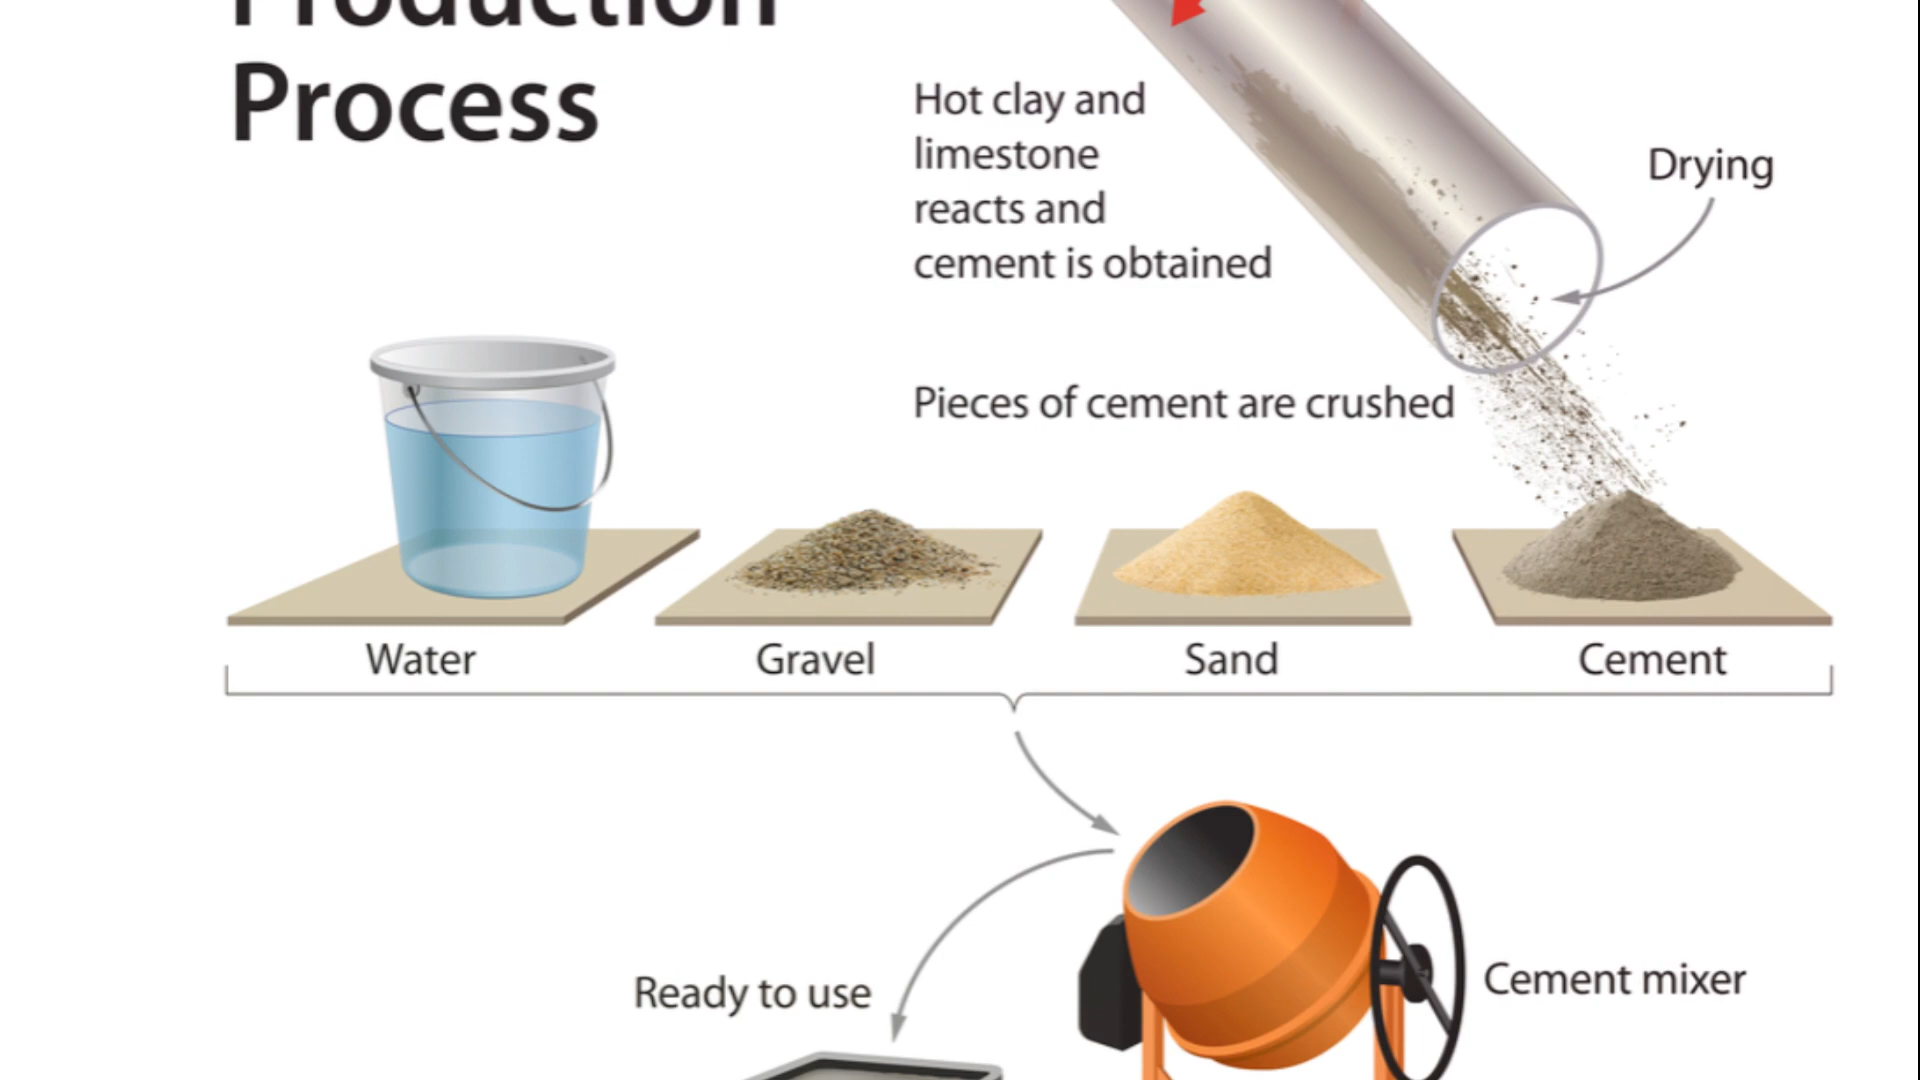 Production
Process
Hot clay and
limestone
reacts and
cement is obtained
Drying
Pieces of cement are crushed
Water
Gravel
Sand
Cement
Ready to use
Cement mixer